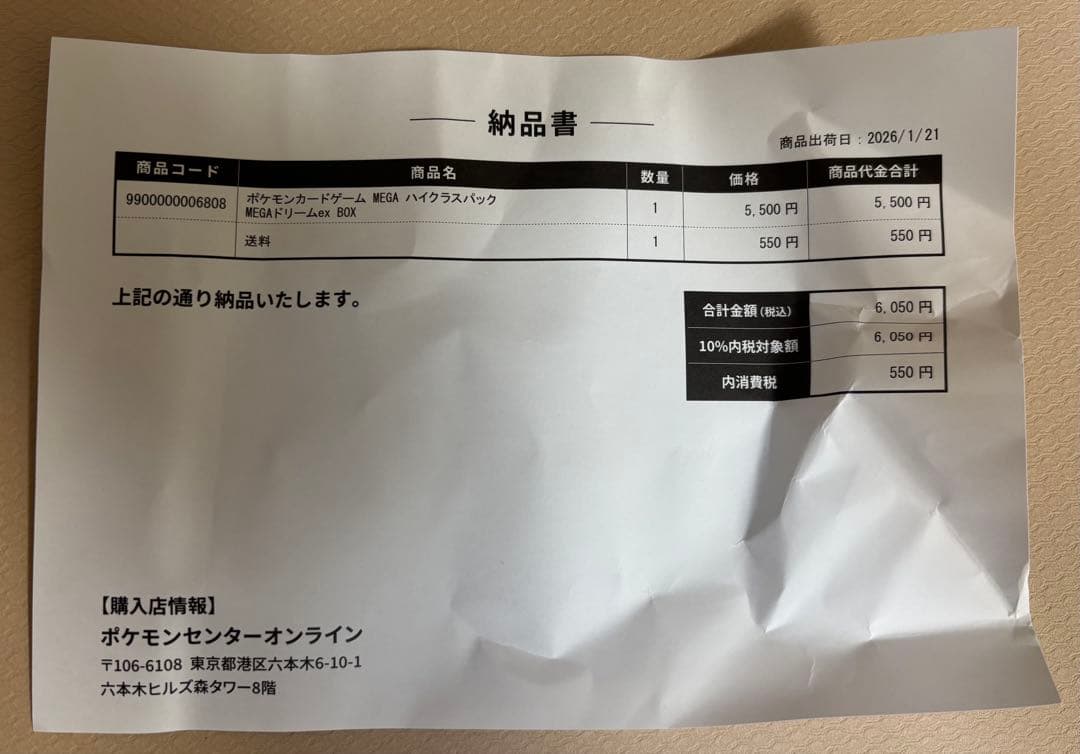 納品書
商品出荷日：2026/1/21
商品コード 商品名 数量 価格 商品代金合計
9900000006808 ポケモンカードゲーム MEGA ハイクラスパック 1 5,500 円 5,500 円
MEGAドリームex BOX
送料 1 550 円 550 円
上記の通り納品いたします。
合計金額(税込) 6,050 円
10%内税対象額 6,050 円
内消費税 550 円
【購入店情報】
ポケモンセンターオンライン
〒106-6108 東京都港区六本木6-10-1
六本木ヒルズ森タワー8階